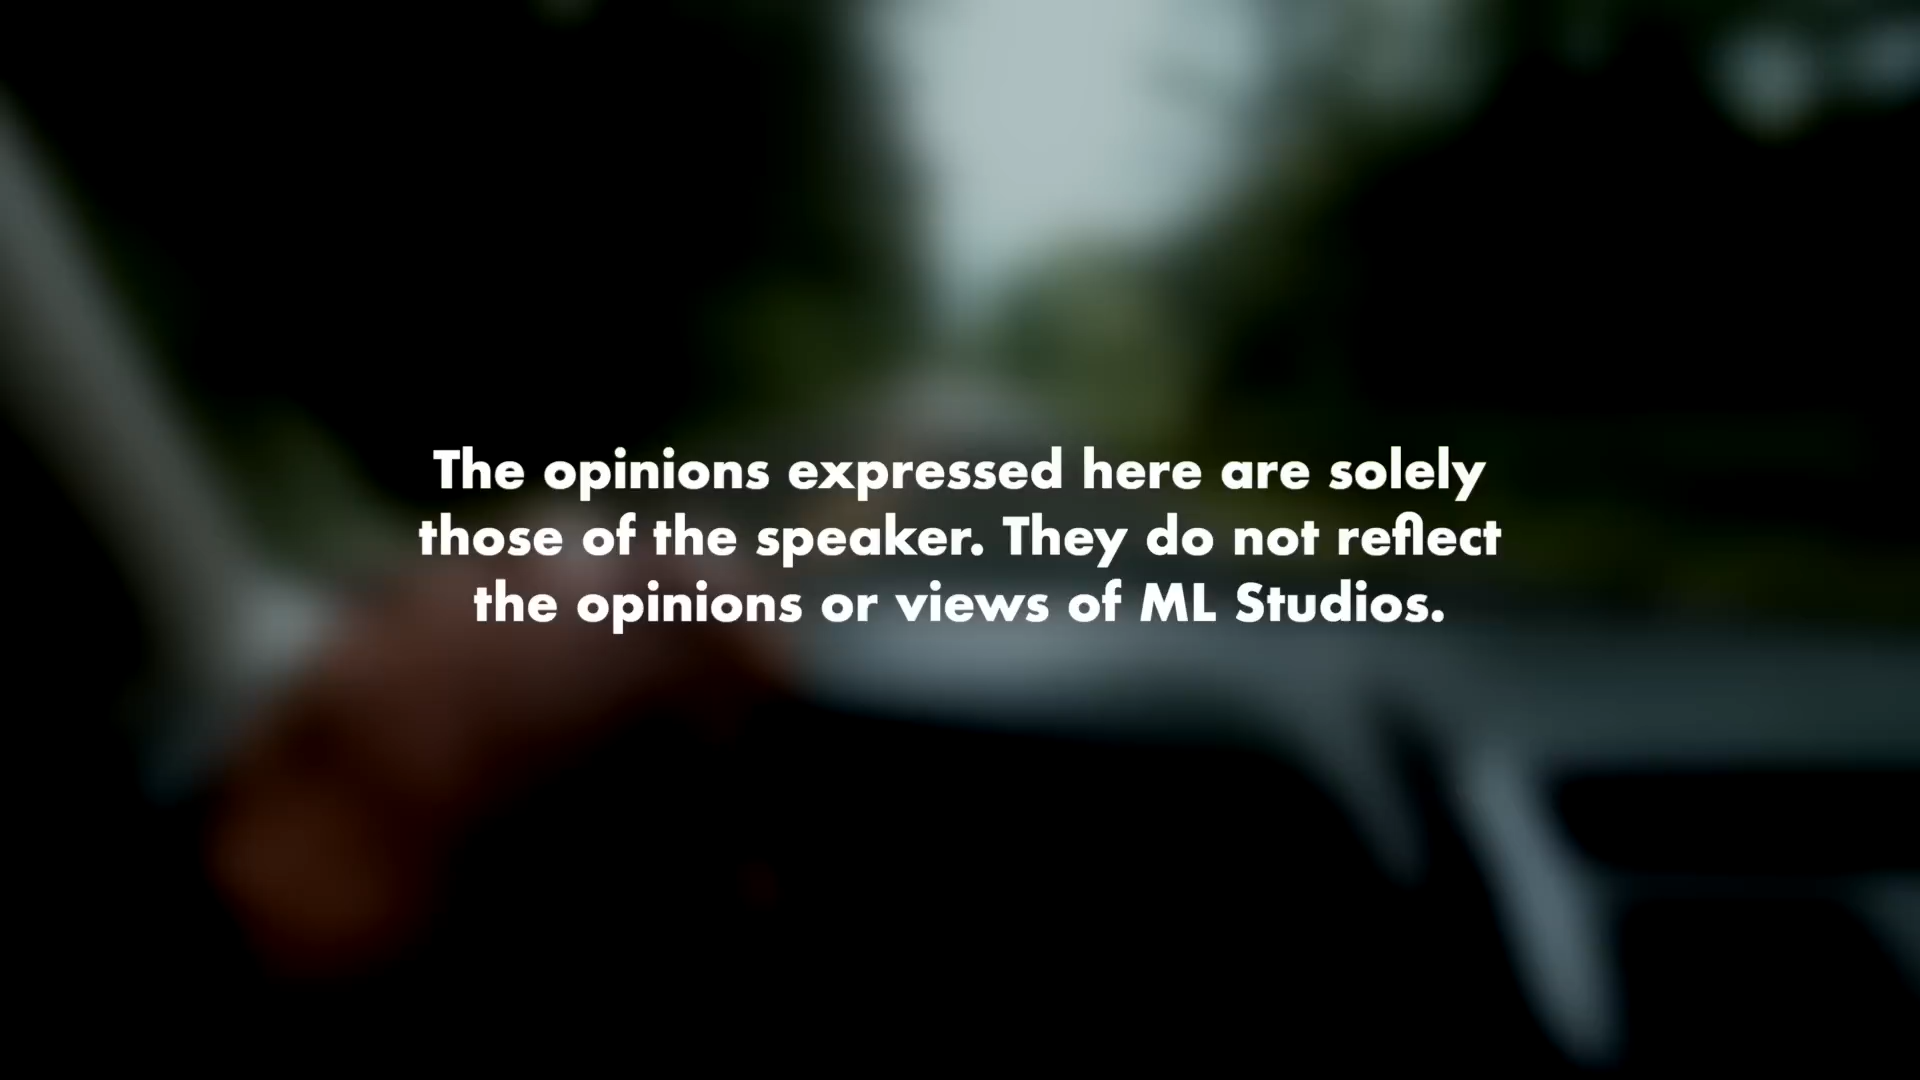 The opinions expressed here are solely
those of the speaker. They do not reflect
the opinions or views of ML Studios.